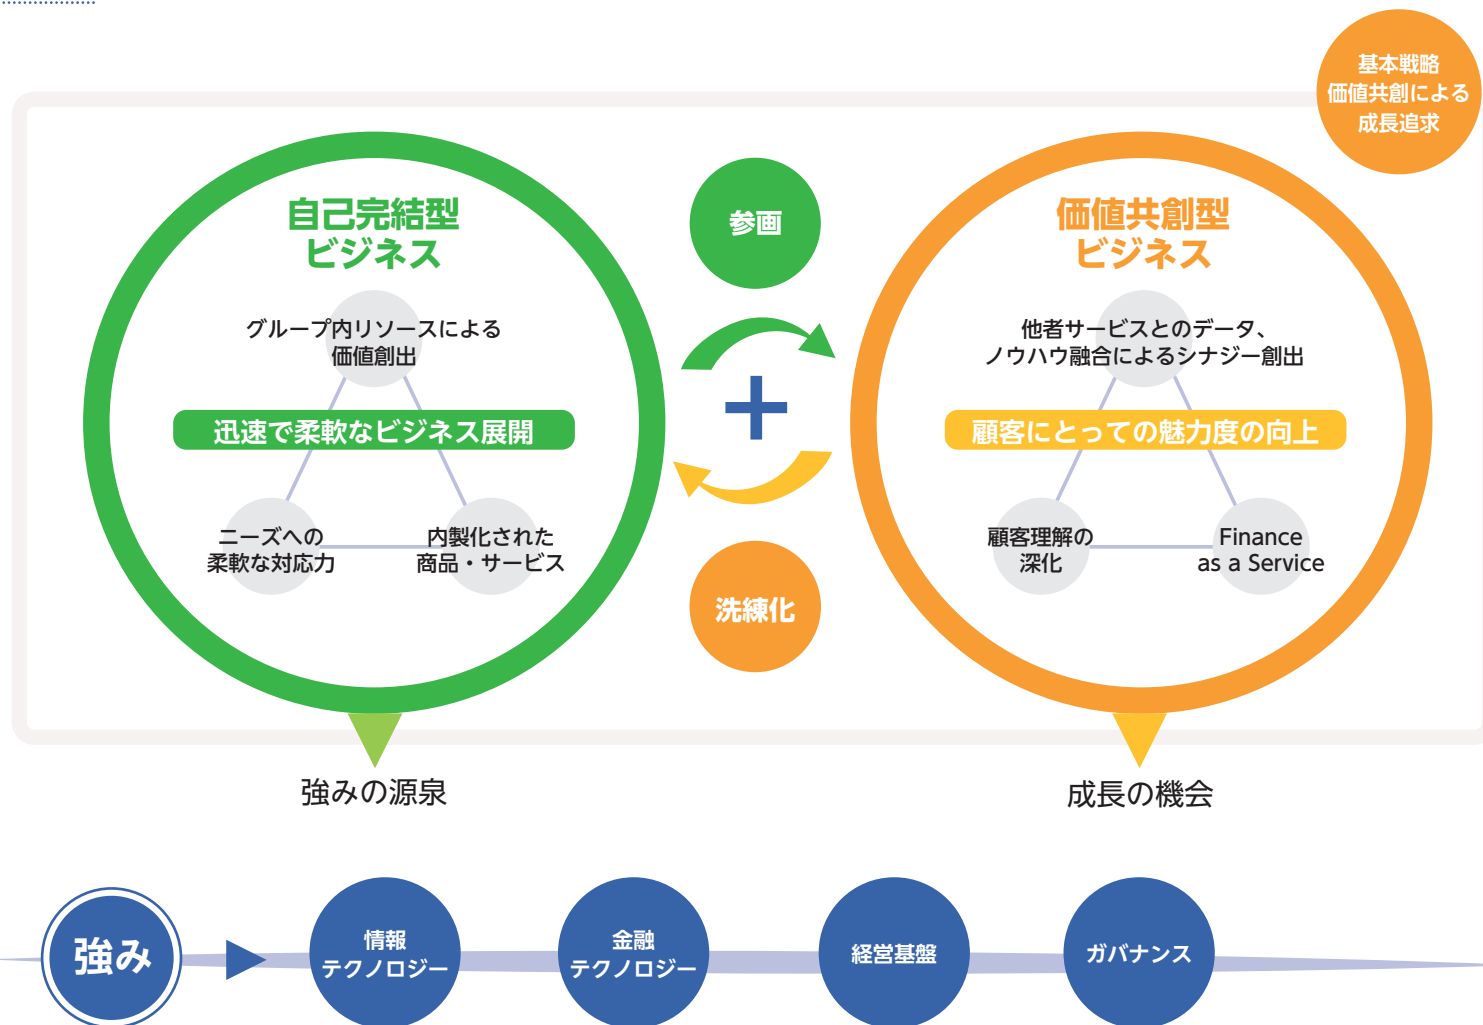 基本戦略
価値共創による
成長追求
自己完結型
ビジネス
グループ内リソースによる
価値創出
迅速で柔軟なビジネス展開
ニーズへの
柔軟な対応力
内製化された
商品・サービス
参画
洗練化
価値共創型
ビジネス
他者サービスとのデータ、
ノウハウ融合によるシナジー創出
顧客にとっての魅力度の向上
顧客理解の
深化
Finance
as a Service
強みの源泉
成長の機会
強み
情報
テクノロジー
金融
テクノロジー
経営基盤
ガバナンス